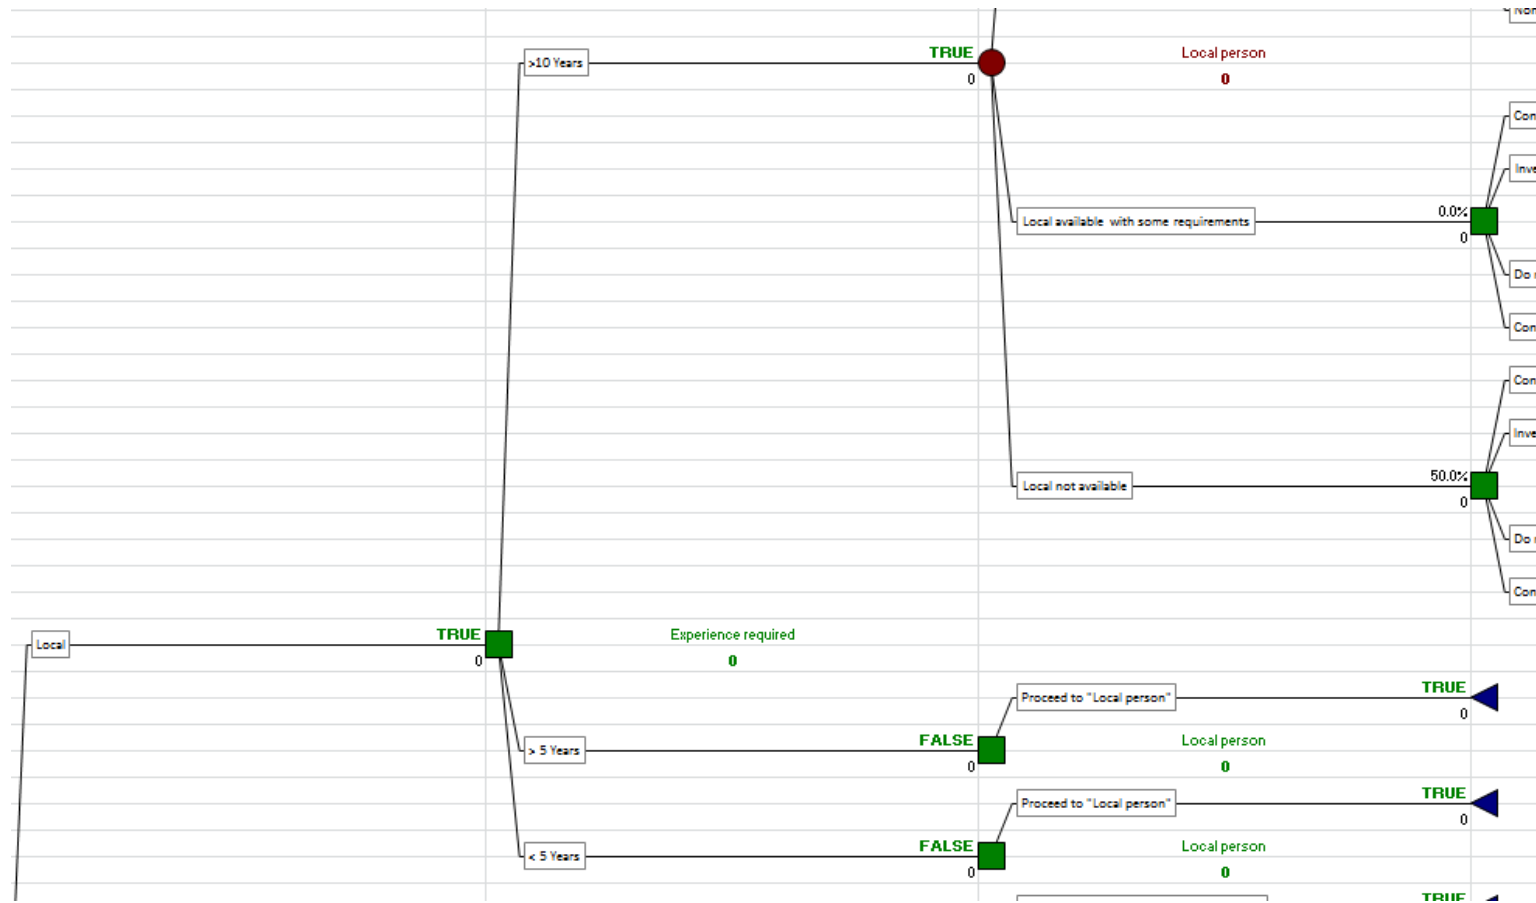 TRUE
>10 Years
Local person
0
0
Local available with some requirements
0.0%
0
Local not available
50.0%
0
TRUE
Local
Experience required
0
0
TRUE
Proceed to "Local person"
0
FALSE
> 5 Years
Local person
0
0
TRUE
Proceed to "Local person"
0
FALSE
< 5 Years
Local person
0
0
TRUE